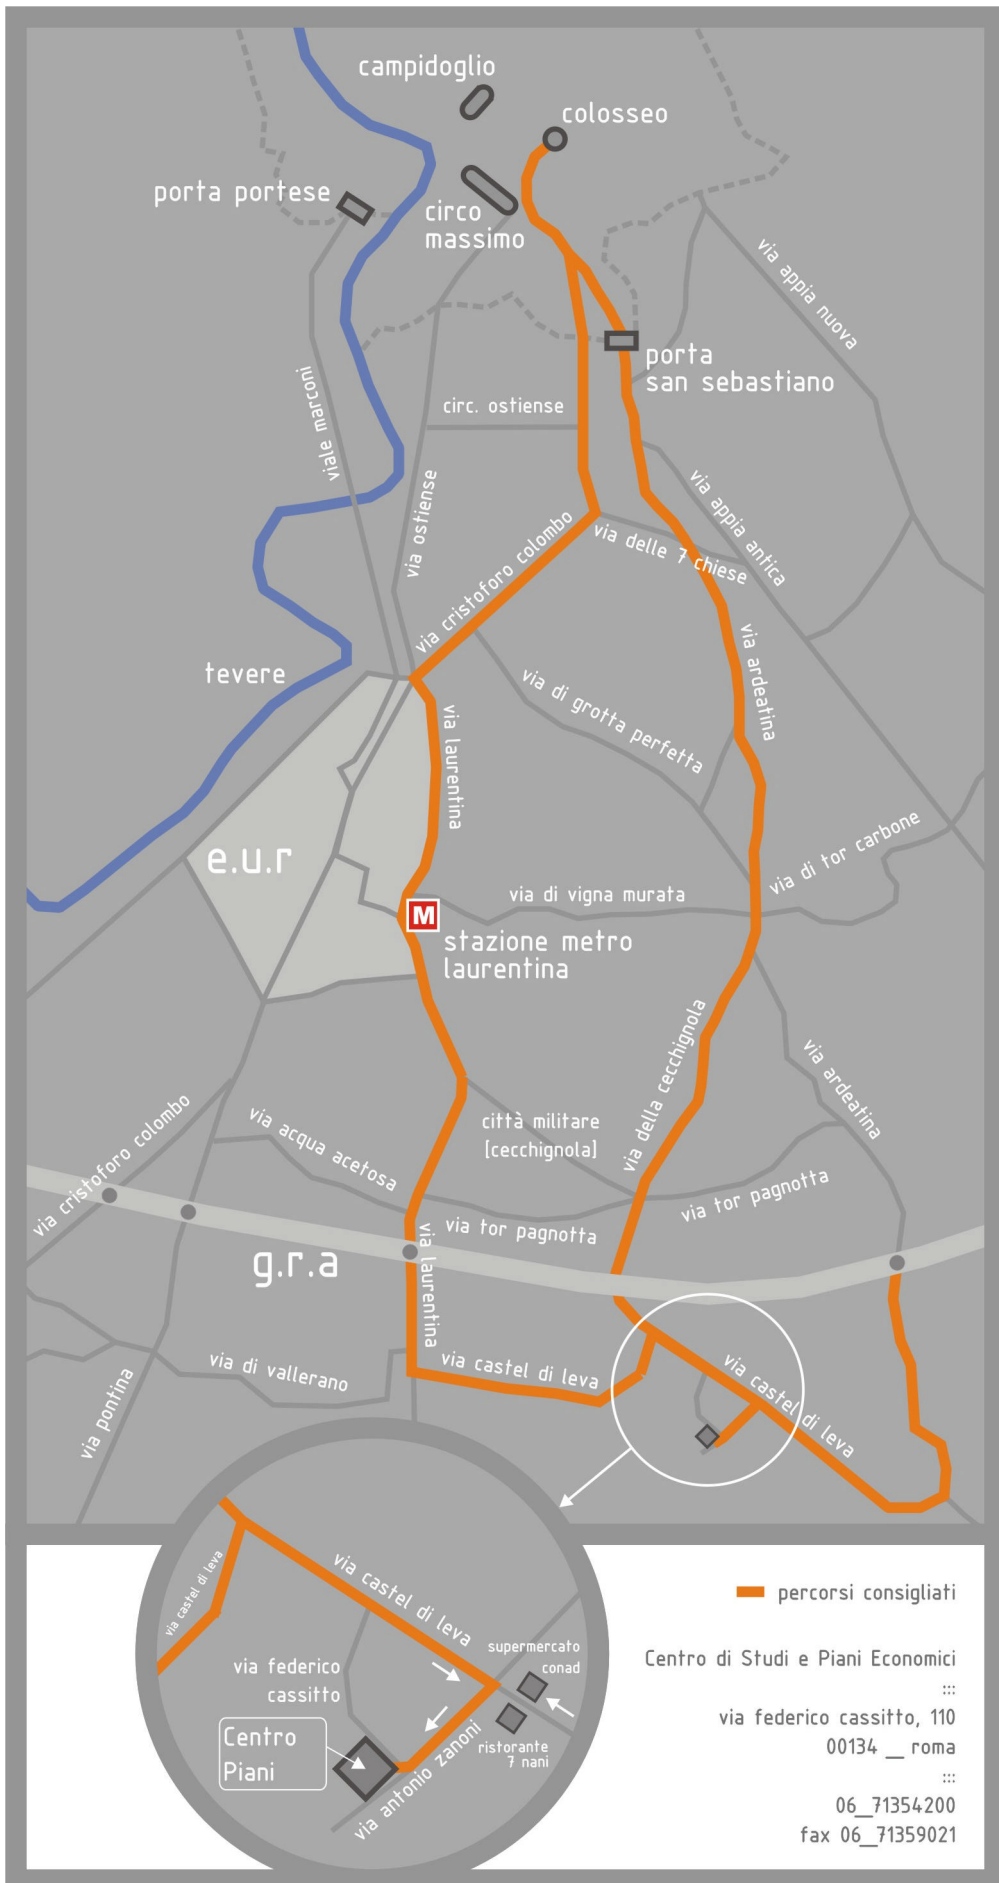 campidoglio
colosseo
porta portese
circo
massimo
via appia nuova
porta
san sebastiano
viale marconi
circ. ostiense
via ostiense
via appia antica
via delle 7 chiese
via cristoforo colombo
tevere
via di grotta perfetta
via ardeatina
via laurentina
e.u.r
via di tor carbone
via di vigna murata
M
stazione metro
laurentina
via della cecchignola
via ardeatina
via cristoforo colombo
via acqua acetosa
città militare
[cecchignola]
via tor pagnotta
via tor pagnotta
g.r.a
via laurentina
via di vallerano
via castel di leva
via castel di leva
via pontina
via castel di leva
via castel di leva
via federico
cassitto
supermercato
conad
Centro
Piani
via antonio zanoni
ristorante
7 nani
percorsi consigliati
Centro di Studi e Piani Economici
:::
via federico cassitto, 110
00134 __ roma
:::
06__71354200
fax 06__71359021